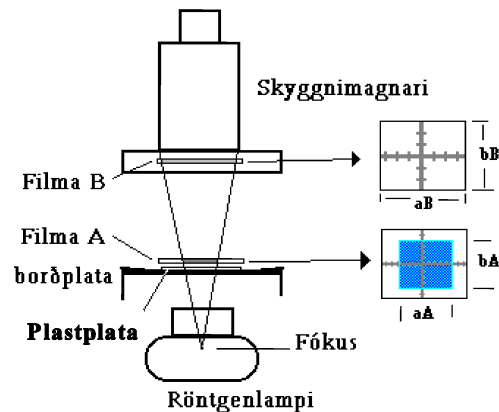 Skyggnimagnari
Filma B
bB
aB
Filma A
borðplata
bA
Plastplata
aA
Fókus
Röntgenlampi